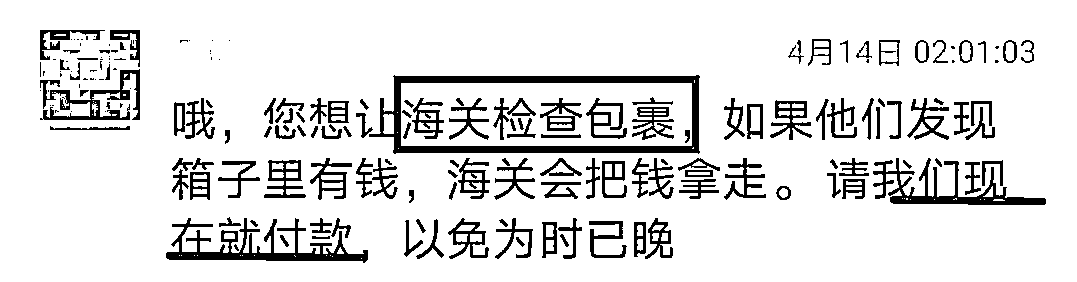 4月14日 02:01:03
哦，您想让海关检查包裹，如果他们发现
箱子里有钱，海关会把钱拿走。请我们现
在就付款，以免为时已晚